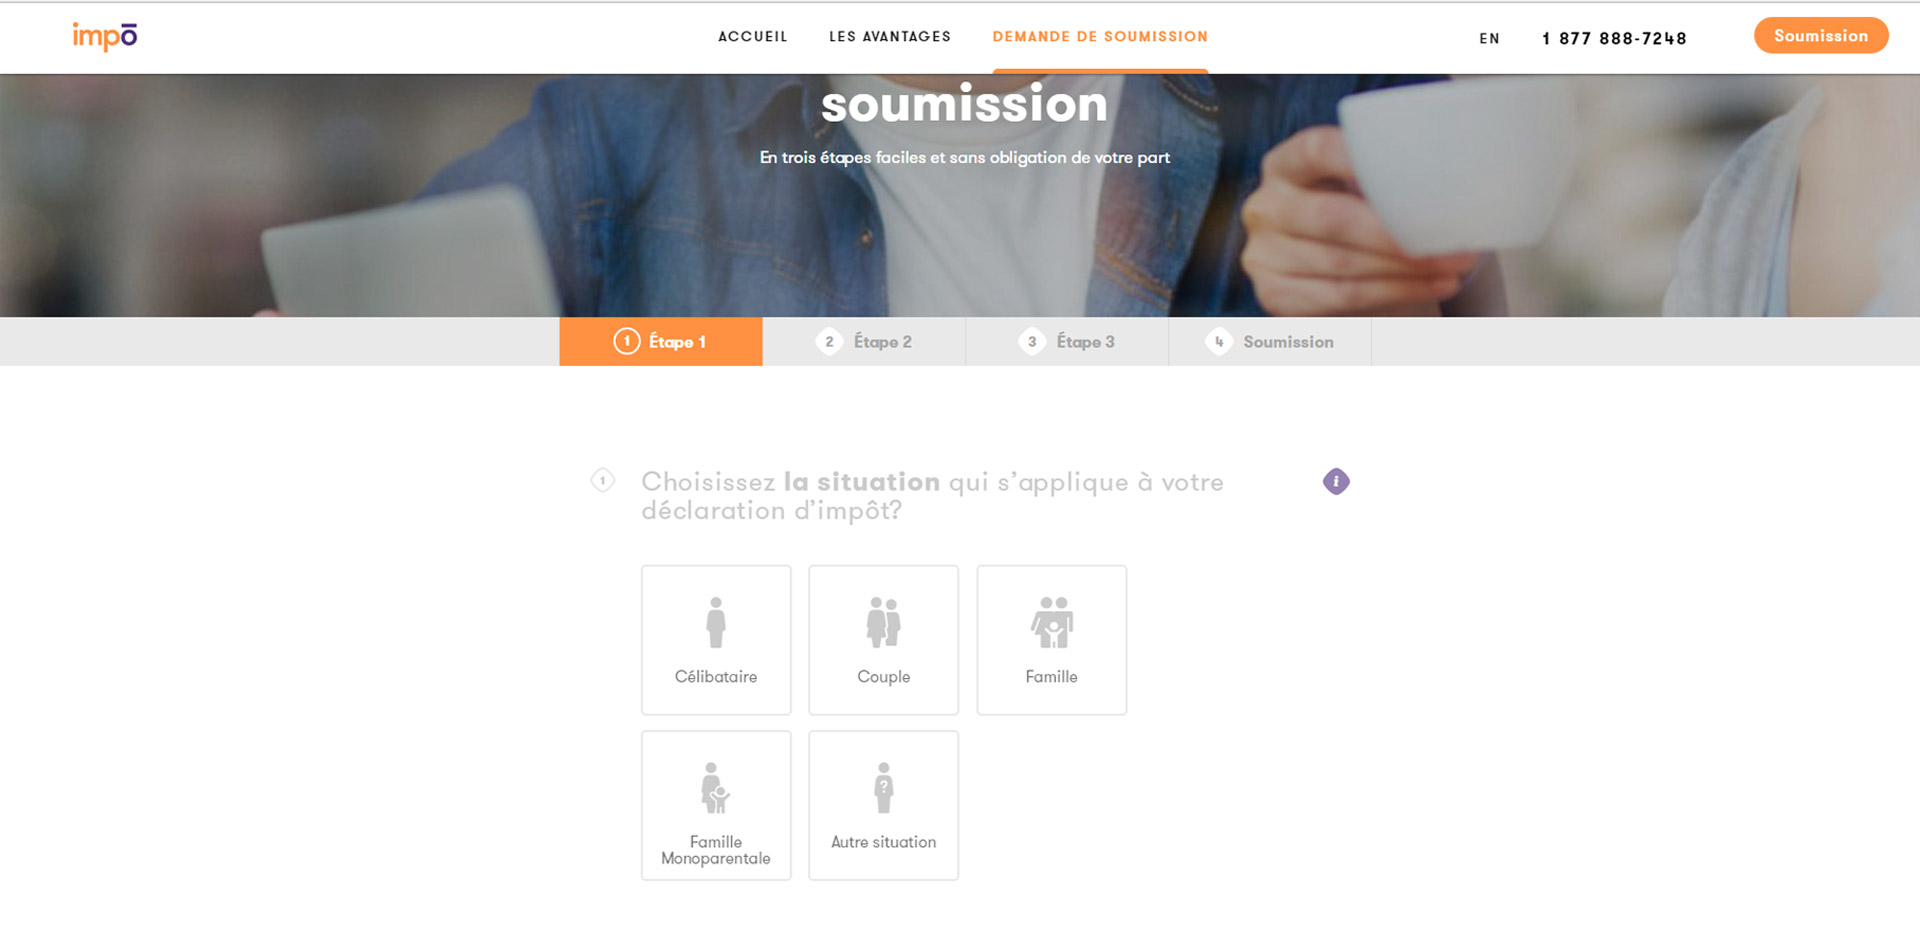 impō
ACCUEIL LES AVANTAGES DEMANDE DE SOUMISSION EN 1 877 888-7248 Soumission
soumission
En trois étapes faciles et sans obligation de votre part
1 Étape 1 2 Étape 2 3 Étape 3 4 Soumission
1 Choisissez la situation qui s'applique à votre i
déclaration d'impôt?
Célibataire Couple Famille
?
Famille Autre situation
Monoparentale